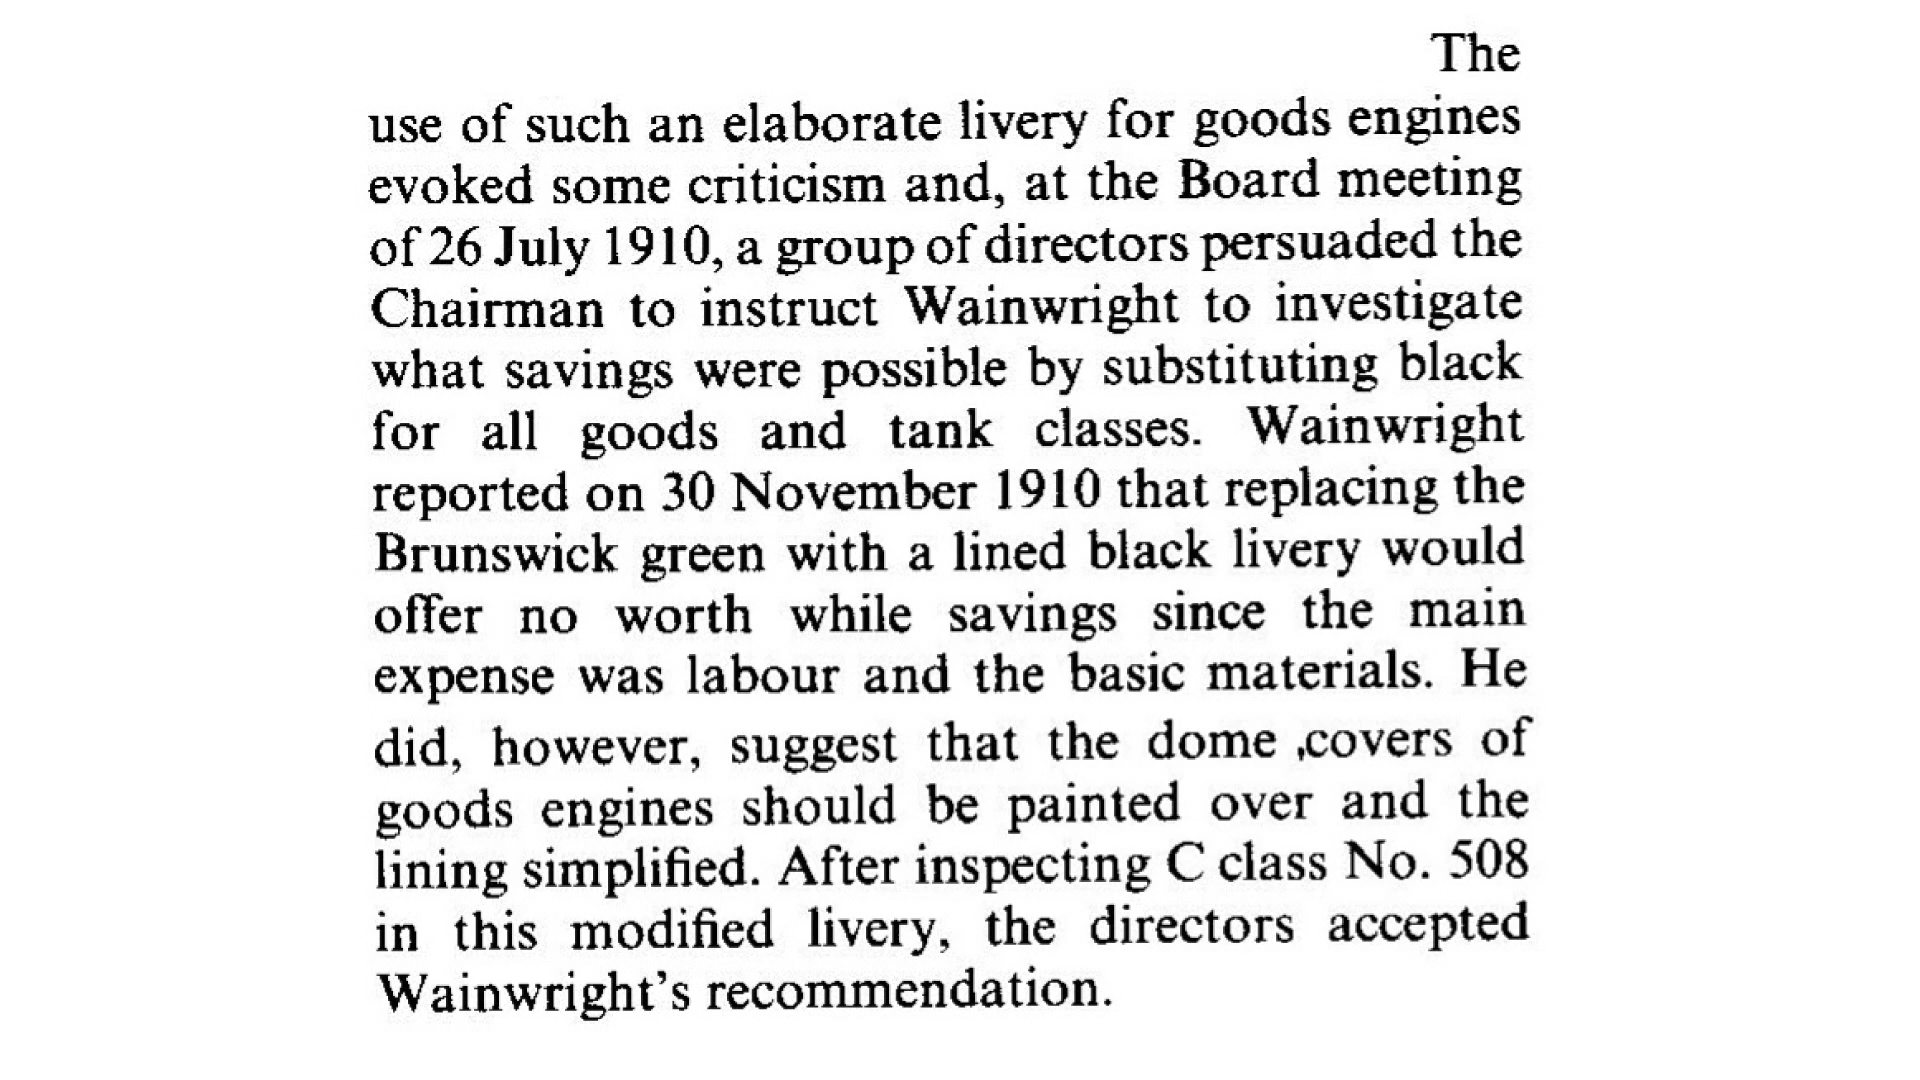 The
use of such an elaborate livery for goods engines
evoked some criticism and, at the Board meeting
of 26 July 1910, a group of directors persuaded the
Chairman to instruct Wainwright to investigate
what savings were possible by substituting black
for all goods and tank classes. Wainwright
reported on 30 November 1910 that replacing the
Brunswick green with a lined black livery would
offer no worth while savings since the main
expense was labour and the basic materials. He
did, however, suggest that the dome ,covers of
goods engines should be painted over and the
lining simplified. After inspecting C class No. 508
in this modified livery, the directors accepted
Wainwright's recommendation.